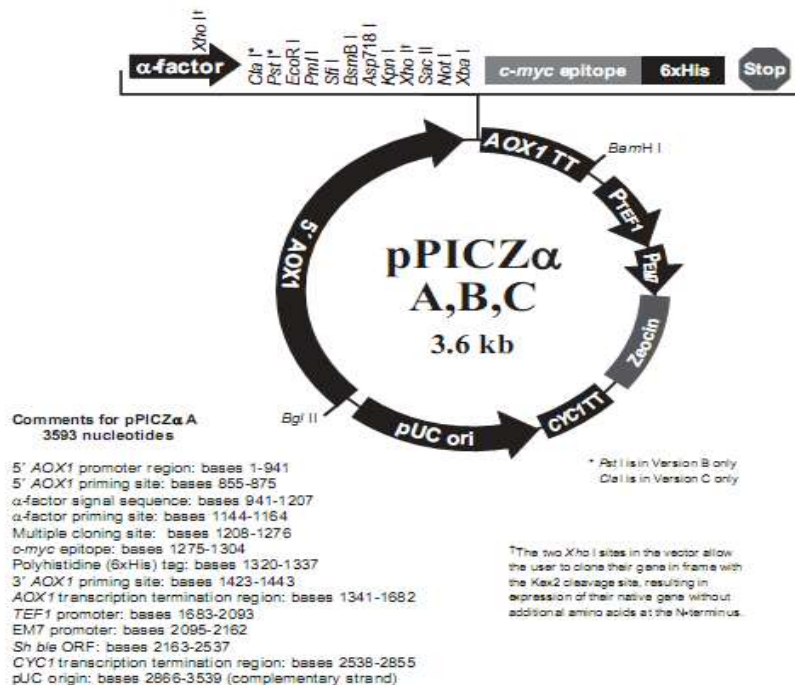 Xho I†
α-factor
Cla I*
Pst I*
EcoR I
Pml I
Sfi I
BsmB I
Asp718 I
Kpn I
Xho I†
Sac II
Not I
Xba I
c-myc epitope
6xHis
Stop
AOX1 TT
BamH I
PTEF1
PEM7
Zeocin
CYC1TT
pUC ori
Bgl II
5´ AOX1
pPICZα
A,B,C
3.6 kb
Comments for pPICZα A
3593 nucleotides
5´ AOX1 promoter region: bases 1-941
5´ AOX1 priming site: bases 855-875
α-factor signal sequence: bases 941-1207
α-factor priming site: bases 1144-1164
Multiple cloning site: bases 1208-1276
c-myc epitope: bases 1275-1304
Polyhistidine (6xHis) tag: bases 1320-1337
3´ AOX1 priming site: bases 1423-1443
AOX1 transcription termination region: bases 1341-1682
TEF1 promoter: bases 1683-2093
EM7 promoter: bases 2095-2162
Sh ble ORF: bases 2163-2537
CYC1 transcription termination region: bases 2538-2855
pUC origin: bases 2866-3539 (complementary strand)
* Pst I is in Version B only
Cla I is in Version C only
†The two Xho I sites in the vector allow
the user to clone their gene in frame with
the Kex2 cleavage site, resulting in
expression of their native gene without
additional amino acids at the N-terminus.